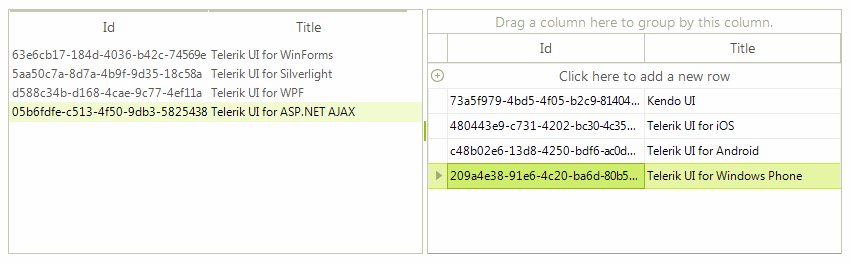 Id Title
63e6cb17-184d-4036-b42c-74569e Telerik UI for WinForms
5aa50c7a-8d7a-4b9f-9d35-18c58a Telerik UI for Silverlight
d588c34b-d168-4cae-9c77-4ef11a Telerik UI for WPF
05b6fdfe-c513-4f50-9db3-5825438 Telerik UI for ASP.NET AJAX
Drag a column here to group by this column.
Id Title
Click here to add a new row
73a5f979-4bd5-4f05-b2c9-81404... Kendo UI
480443e9-c731-4202-bc30-4c35... Telerik UI for iOS
c48b02e6-13d8-4250-bdf6-ac0d... Telerik UI for Android
209a4e38-91e6-4c20-ba6d-80b5... Telerik UI for Windows Phone